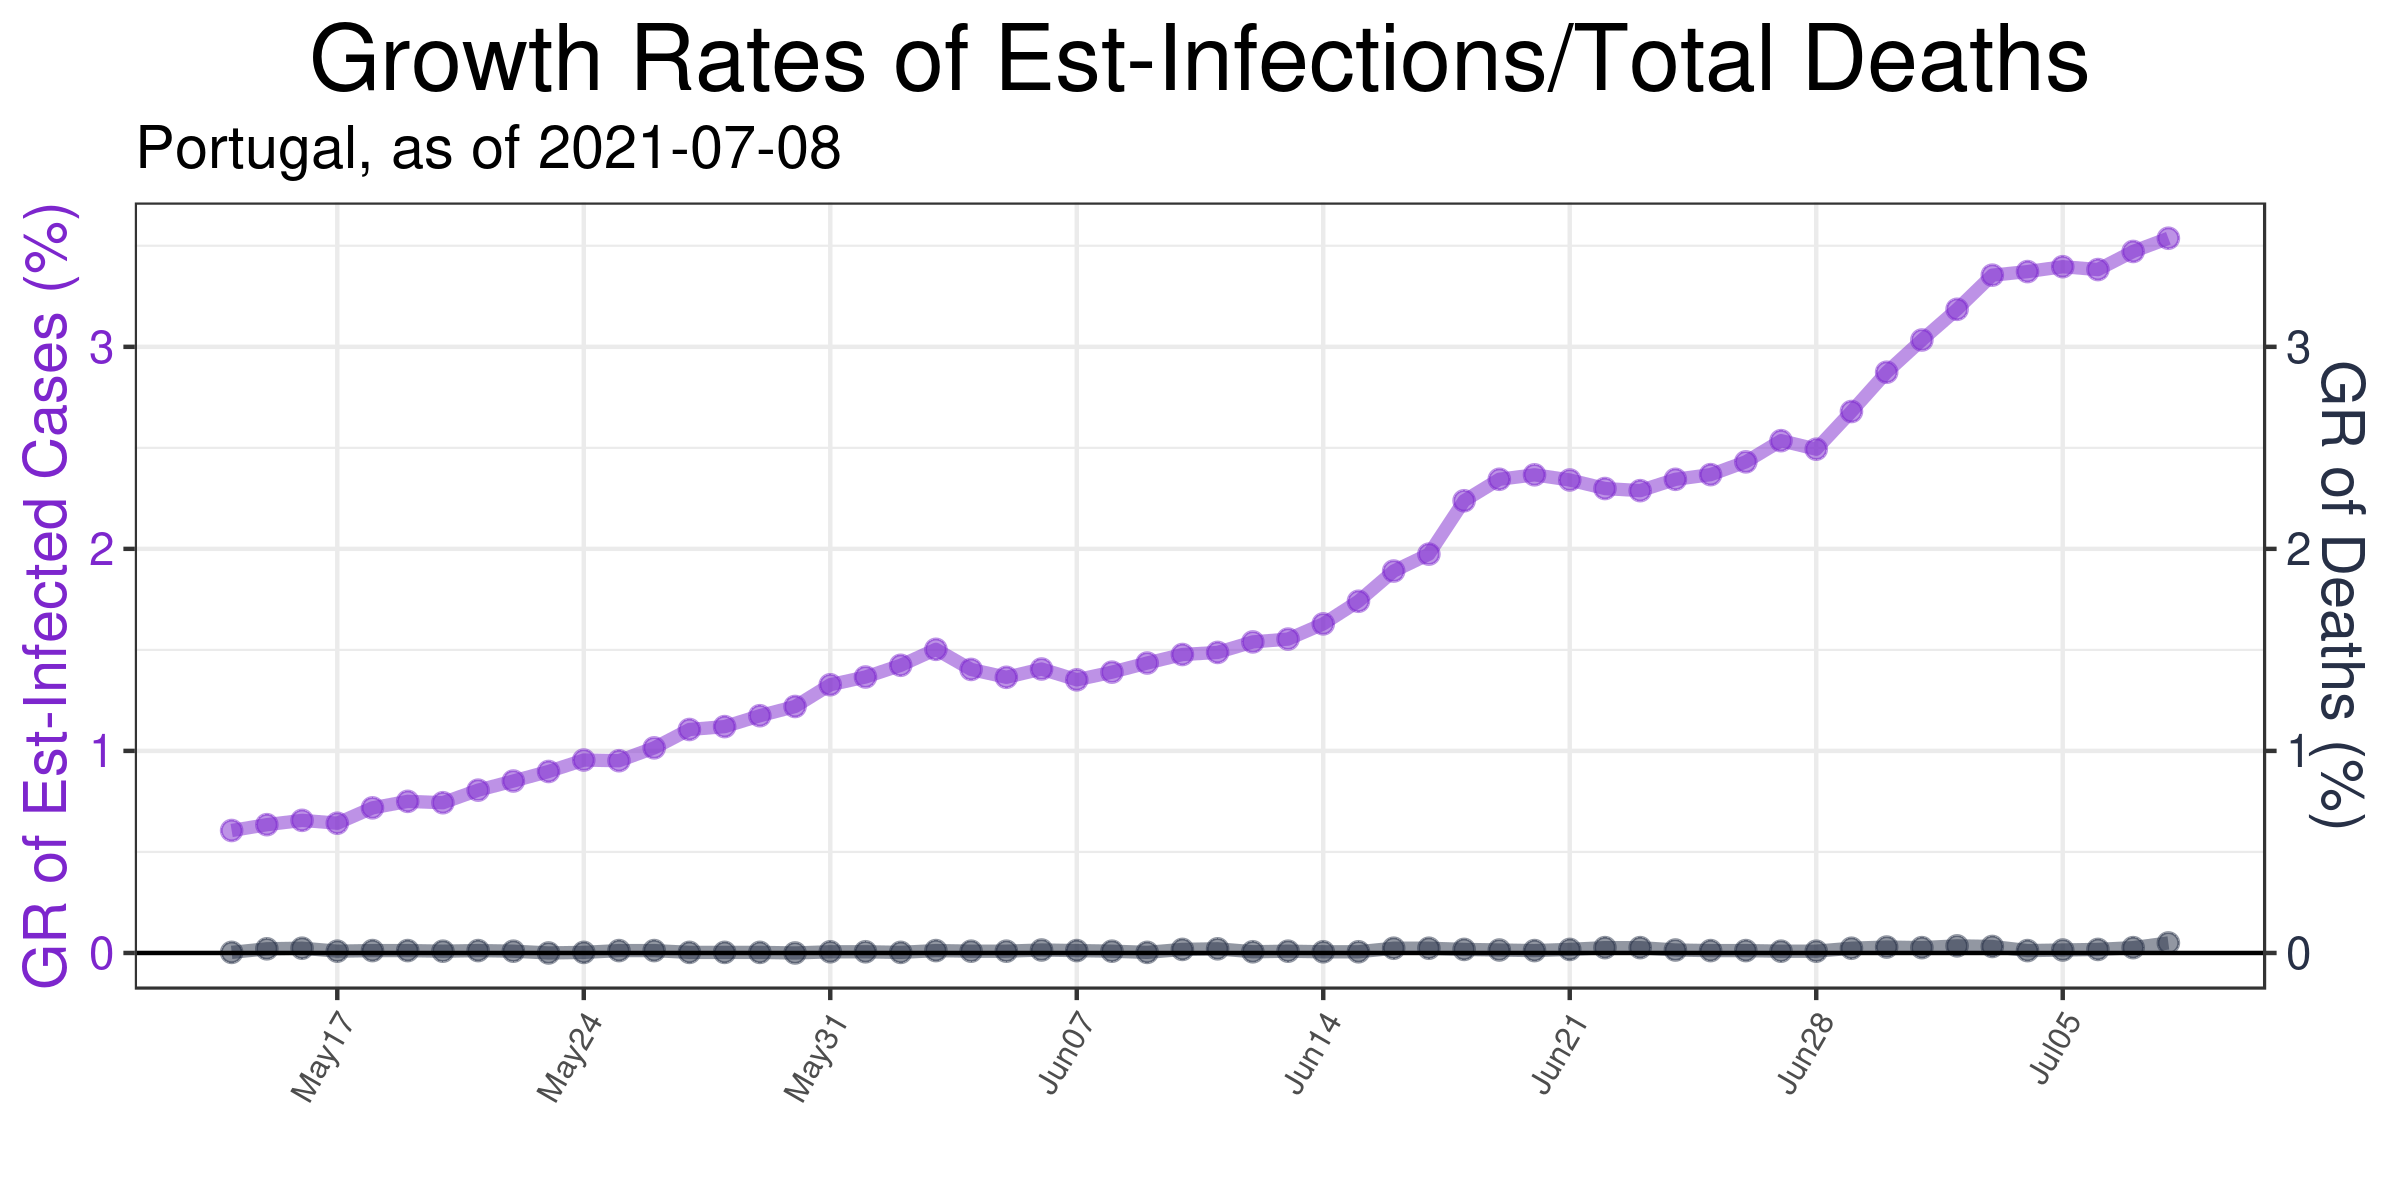 Growth Rates of Est-Infections/Total Deaths
Portugal, as of 2021-07-08
GR of Est-Infected Cases (%)
3
2
1
0
3
2
1
0
GR of Deaths (%)
May17
May24
May31
Jun07
Jun14
Jun21
Jun28
Jul05